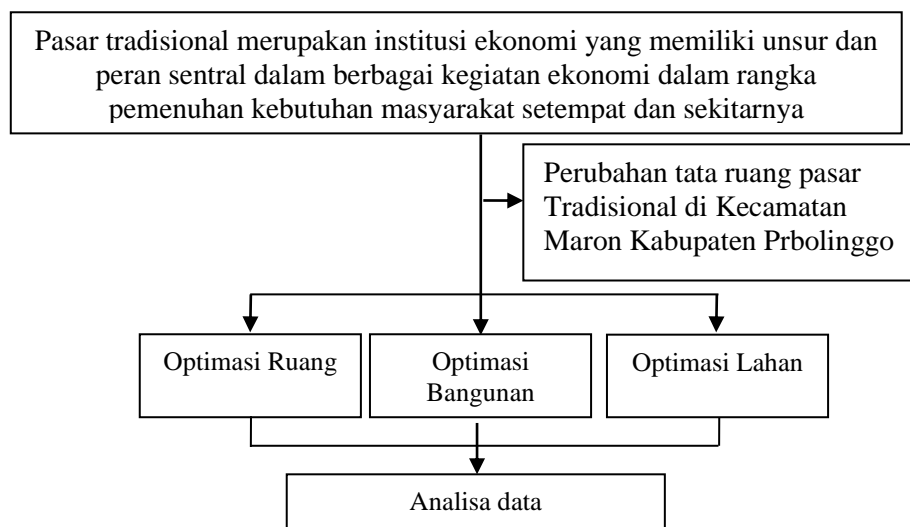 Pasar tradisional merupakan institusi ekonomi yang memiliki unsur dan
peran sentral dalam berbagai kegiatan ekonomi dalam rangka
pemenuhan kebutuhan masyarakat setempat dan sekitarnya
Perubahan tata ruang pasar
Tradisional di Kecamatan
Maron Kabupaten Prbolinggo
Optimasi Ruang
Optimasi
Bangunan
Optimasi Lahan
Analisa data